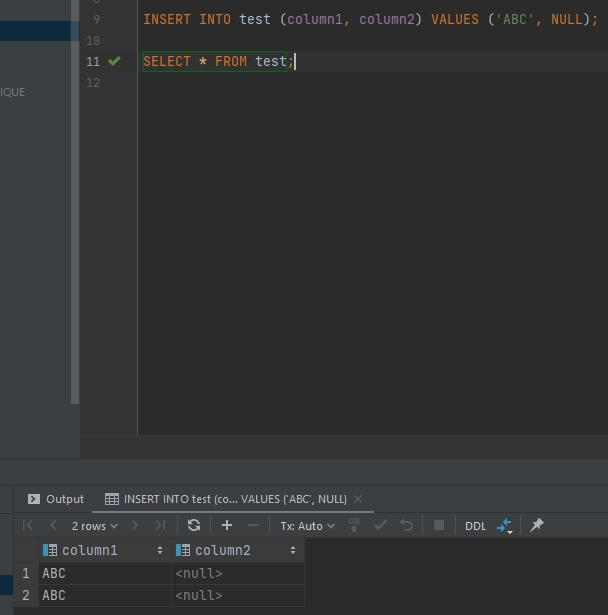 9 INSERT INTO test (column1, column2) VALUES ('ABC', NULL);
10
IQUE
11 SELECT * FROM test;
12
Output INSERT INTO test (co... VALUES ('ABC', NULL)
2 rows Tx: Auto DB DDL
column1 column2
1 ABC <null>
2 ABC <null>